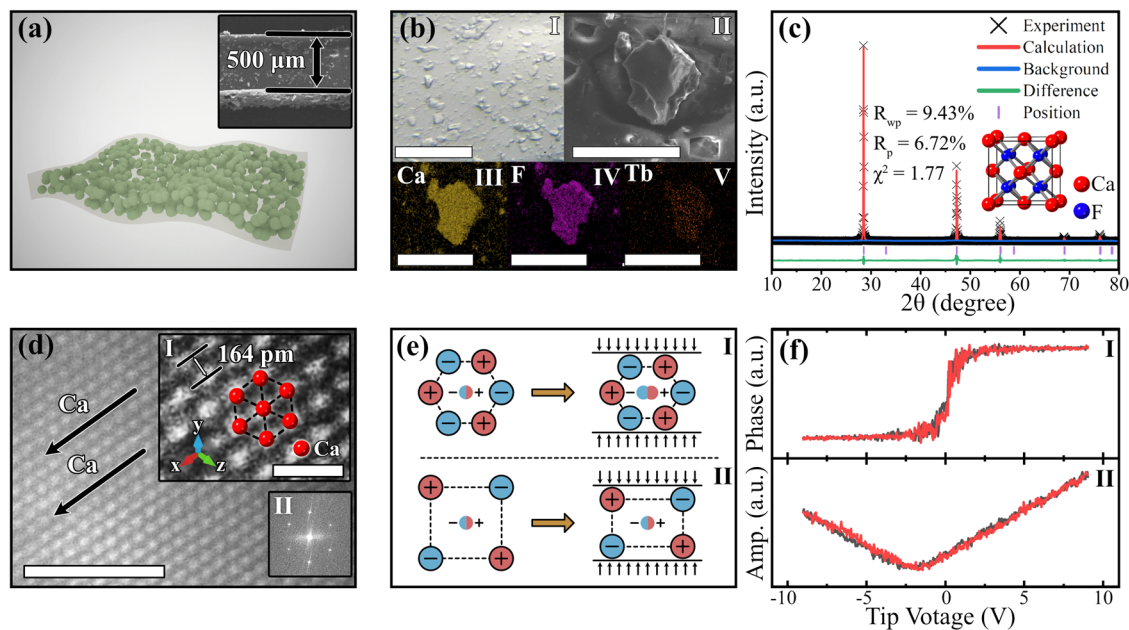 (a)
500 μm
(b)
I
II
Ca
III
F
IV
Tb
V
(c)
Experiment
Calculation
Background
Difference
Position
Rwp = 9.43%
Rp = 6.72%
χ² = 1.77
Ca
F
Intensity (a.u.)
10 20 30 40 50 60 70 80
2θ (degree)
(d)
I
164 pm
Ca
Ca
y
x
z
Ca
II
(e)
I
− +
− +
− + − +
+ − + −
− + − +
II
+ − + −
− + − +
− + − +
(f)
I
Phase (a.u.)
II
Amp. (a.u.)
-10 -5 0 5 10
Tip Votage (V)